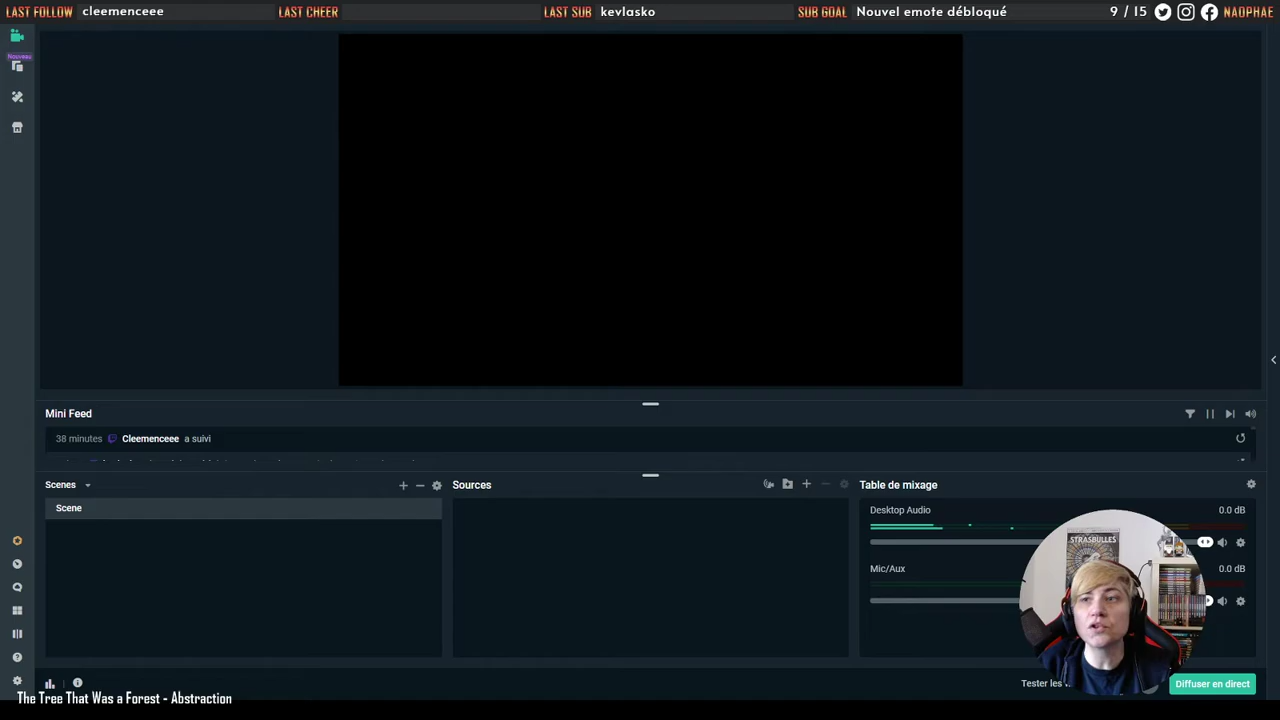 LAST FOLLOW cleemenceee LAST CHEER LAST SUB kevlasko SUB GOAL Nouvel emote débloqué 9 / 15 NAOPHAE
Nouveau
Mini Feed
38 minutes Cleemenceee a suivi
Scenes
Sources
Table de mixage
Scene
Desktop Audio 0.0 dB
STRASBULLES
Mic/Aux 0.0 dB
Tester les
Diffuser en direct
The Tree That Was a Forest - Abstraction